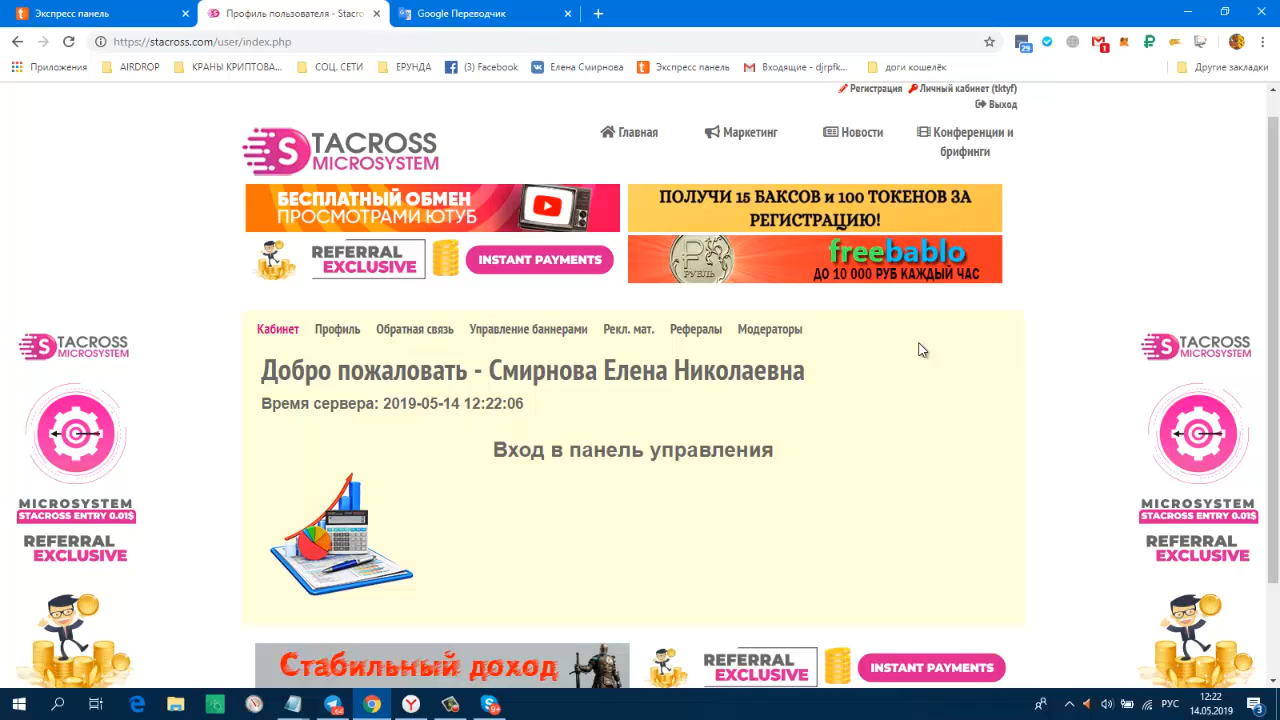 Экспресс панель
Профиль пользователя - Stacross
Google Переводчик
https://stacross.com/user/index.php
29
1
Приложения
AIRDROP
КРАНЫ КРИПТОВА...
СОЦ. СЕТИ
ЕРУНДА
(3) Facebook
Елена Смирнова
Экспресс панель
Входящие - djrpfk...
доги кошелёк
Другие закладки
Регистрация
Личный кабинет (tktyf)
Выход
STACROSS
MICROSYSTEM
Главная
Маркетинг
Новости
Конференции и
брифинги
БЕСПЛАТНЫЙ ОБМЕН
ПРОСМОТРАМИ ЮТУБ
ПОЛУЧИ 15 БАКСОВ и 100 ТОКЕНОВ ЗА
РЕГИСТРАЦИЮ!
REFERRAL
EXCLUSIVE
INSTANT PAYMENTS
РУБЛЬ
freebablo
ДО 10 000 РУБ КАЖДЫЙ ЧАС
Кабинет
Профиль
Обратная связь
Управление баннерами
Рекл. мат.
Рефералы
Модераторы
Добро пожаловать - Смирнова Елена Николаевна
Время сервера: 2019-05-14 12:22:06
Вход в панель управления
STACROSS
MICROSYSTEM
MICROSYSTEM
STACROSS ENTRY 0.01$
REFERRAL
EXCLUSIVE
STACROSS
MICROSYSTEM
MICROSYSTEM
STACROSS ENTRY 0.01$
REFERRAL
EXCLUSIVE
Стабильный доход
REFERRAL
EXCLUSIVE
INSTANT PAYMENTS
РУС
12:22
14.05.2019
3